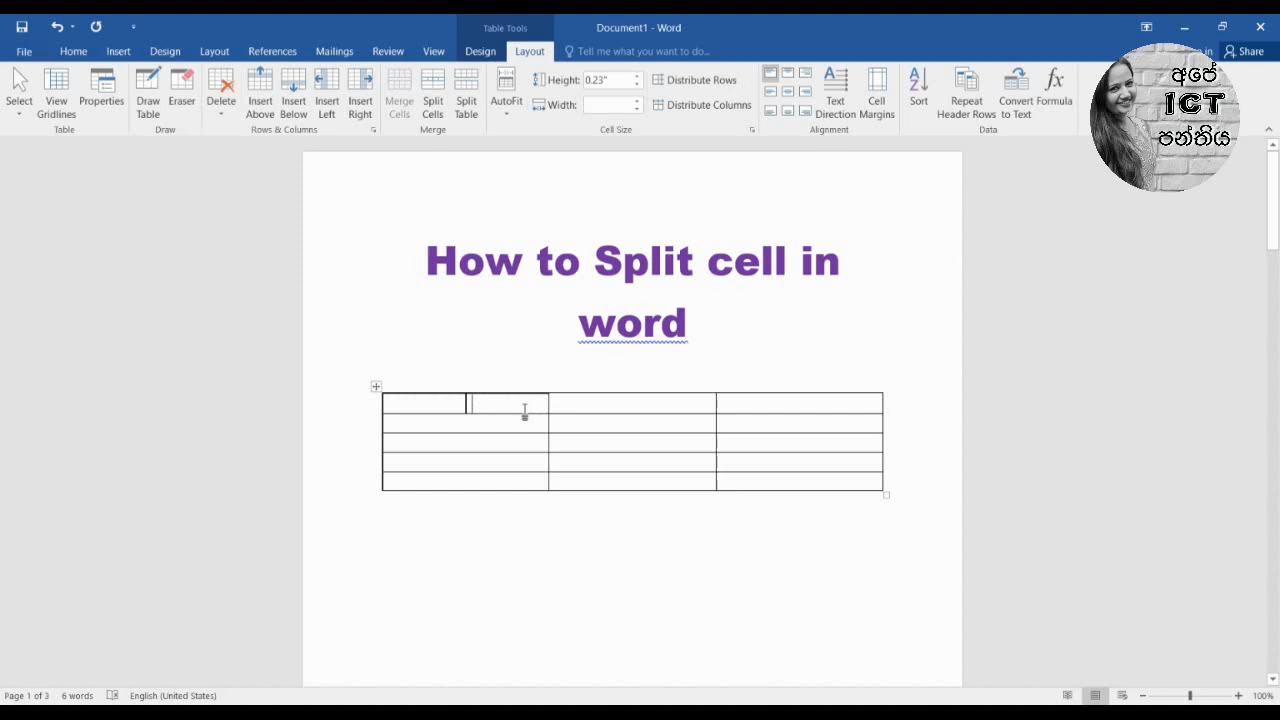 Table Tools
Document1 - Word
File Home Insert Design Layout References Mailings Review View Design Layout Tell me what you want to do... in Share
Select View Gridlines Properties Draw Table Eraser Delete Insert Above Insert Below Insert Left Insert Right Merge Cells Split Cells Split Table AutoFit Height: 0.23" Width: Distribute Rows Distribute Columns Text Direction Cell Margins Sort Repeat Header Rows Convert to Text Formula
Table Draw Rows & Columns Merge Cell Size Alignment Data
අපේ
ICT
පන්තිය
How to Split cell in
word
Page 1 of 3 6 words English (United States) 100%